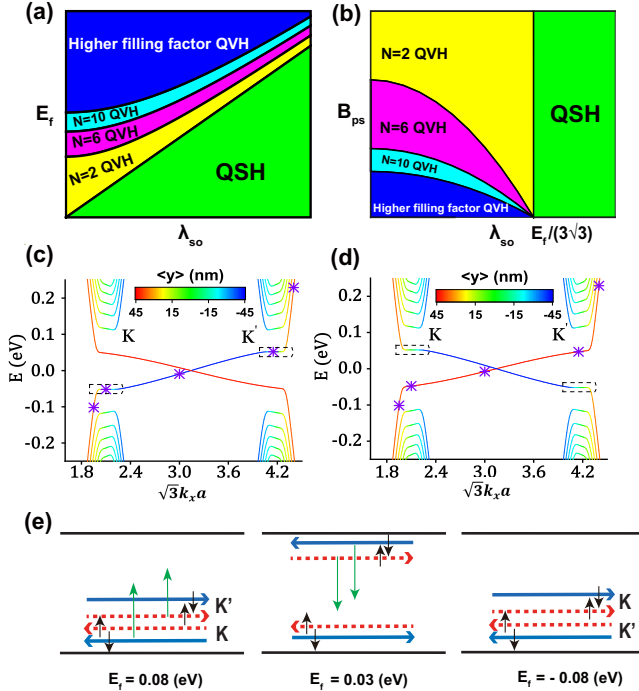 (a)
Higher filling factor QVH
N=10 QVH
N=6 QVH
N=2 QVH
QSH
E_f
λ_so
(b)
N=2 QVH
N=6
QVH
N=10 QVH
Higher filling factor QVH
QSH
B_ps
λ_so E_f/(3√3)
(c)
<y> (nm)
45 15 -15 -45
K K'
E (eV)
0.2
0.1
0.0
-0.1
-0.2
1.8 2.4 3.0 3.6 4.2
√3k_xa
(d)
<y> (nm)
45 15 -15 -45
K K'
E (eV)
0.2
0.1
0.0
-0.1
-0.2
1.8 2.4 3.0 3.6 4.2
√3k_xa
(e)
K'
K
E_f = 0.08 (eV)
E_f = 0.03 (eV)
K
K'
E_f = - 0.08 (eV)